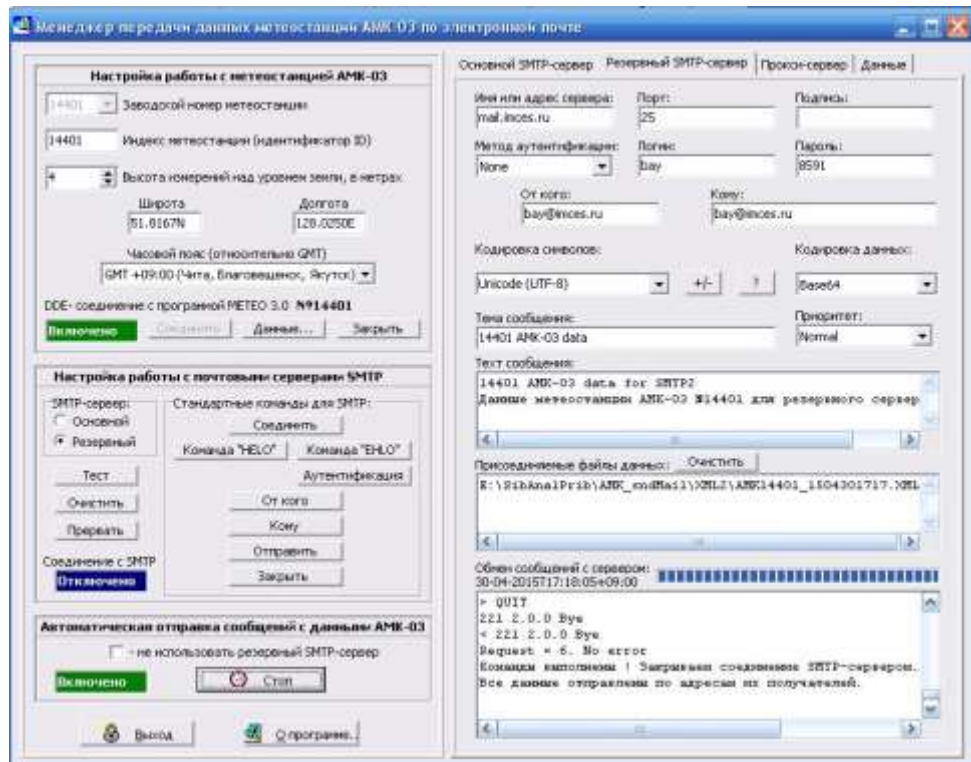 Менеджер передачи данных метеостанций АМК-03 по электронной почте
Настройка работы с метеостанцией АМК-03
14401 Заводской номер метеостанции
14401 Индекс метеостанции (идентификатор ID)
4 Высота измерений над уровнем земли, в метрах
Широта Долгота
51.8167N 128.0250E
Часовой пояс (относительно GMT)
GMT +09:00 (Чита, Благовещенск, Якутск)
DDE- соединение с программой METEO 3.0 №14401
Включено Соединить Данные... Закрыть
Настройка работы с почтовыми серверами SMTP
SMTP-сервер:
Основной
Резервный
Тест
Очистить
Прервать
Соединение с SMTP
Отключено
Стандартные команды для SMTP:
Соединить
Команда "HELO" Команда "EHLO"
Аутентификация
От кого
Кому
Отправить
Закрыть
Автоматическая отправка сообщений с данными АМК-03
- не использовать резервный SMTP-сервер
Включено Стоп
Выход О программе.
Основной SMTP-сервер Резервный SMTP-сервер Прокси-сервер Данные
Имя или адрес сервера: Порт: Подпись:
mail.imces.ru 25
Метод аутентификации: Логин: Пароль:
None bay 8591
От кого: Кому:
bay@imces.ru bay@imces.ru
Кодировка символов: Кодировка данных:
Unicode (UTF-8) +/- ? Base64
Тема сообщения: Приоритет:
14401 AMK-03 data Normal
Текст сообщения:
14401 AMK-03 data for SMTP2
Данные метеостанции АМК-03 №14401 для резервного сервер
Присоединяемые файлы данных: Очистить
E:\SibAnalPrib\AMK_sndMail\XML2\AMK14401_1504301717.XML
Обмен сообщений с сервером:
30-04-2015T17:18:05+09:00
> QUIT
221 2.0.0 Bye
< 221 2.0.0 Bye
Request = 6. No error
Команды выполнены ! Закрываем соединение SMTP-сервером.
Все данные отправлены по адресам их получателей.